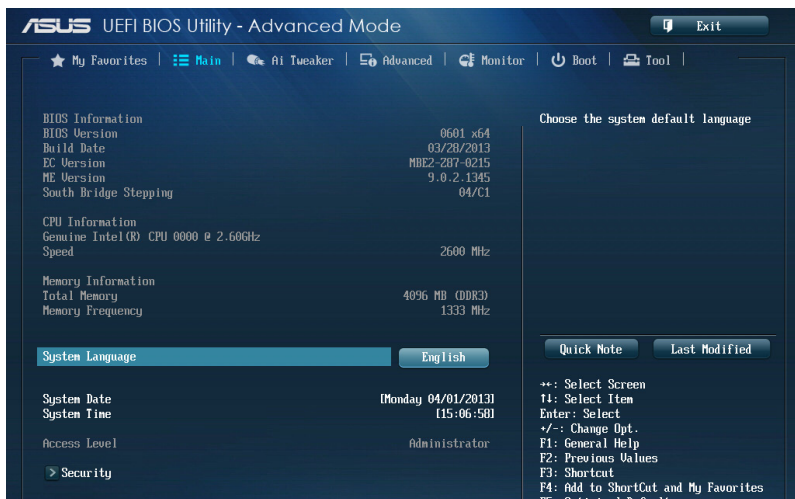 ASUS UEFI BIOS Utility - Advanced Mode
Exit
My Favorites | Main | Ai Tweaker | Advanced | Monitor | Boot | Tool |
BIOS Information
BIOS Version 0601 x64
Build Date 03/28/2013
EC Version MBE2-Z87-0215
ME Version 9.0.2.1345
South Bridge Stepping 04/C1
CPU Information
Genuine Intel(R) CPU 0000 @ 2.60GHz
Speed 2600 MHz
Memory Information
Total Memory 4096 MB (DDR3)
Memory Frequency 1333 MHz
System Language English
System Date [Monday 04/01/2013]
System Time [15:06:58]
Access Level Administrator
> Security
Choose the system default language
Quick Note
Last Modified
→←: Select Screen
↑↓: Select Item
Enter: Select
+/-: Change Opt.
F1: General Help
F2: Previous Values
F3: Shortcut
F4: Add to ShortCut and My Favorites